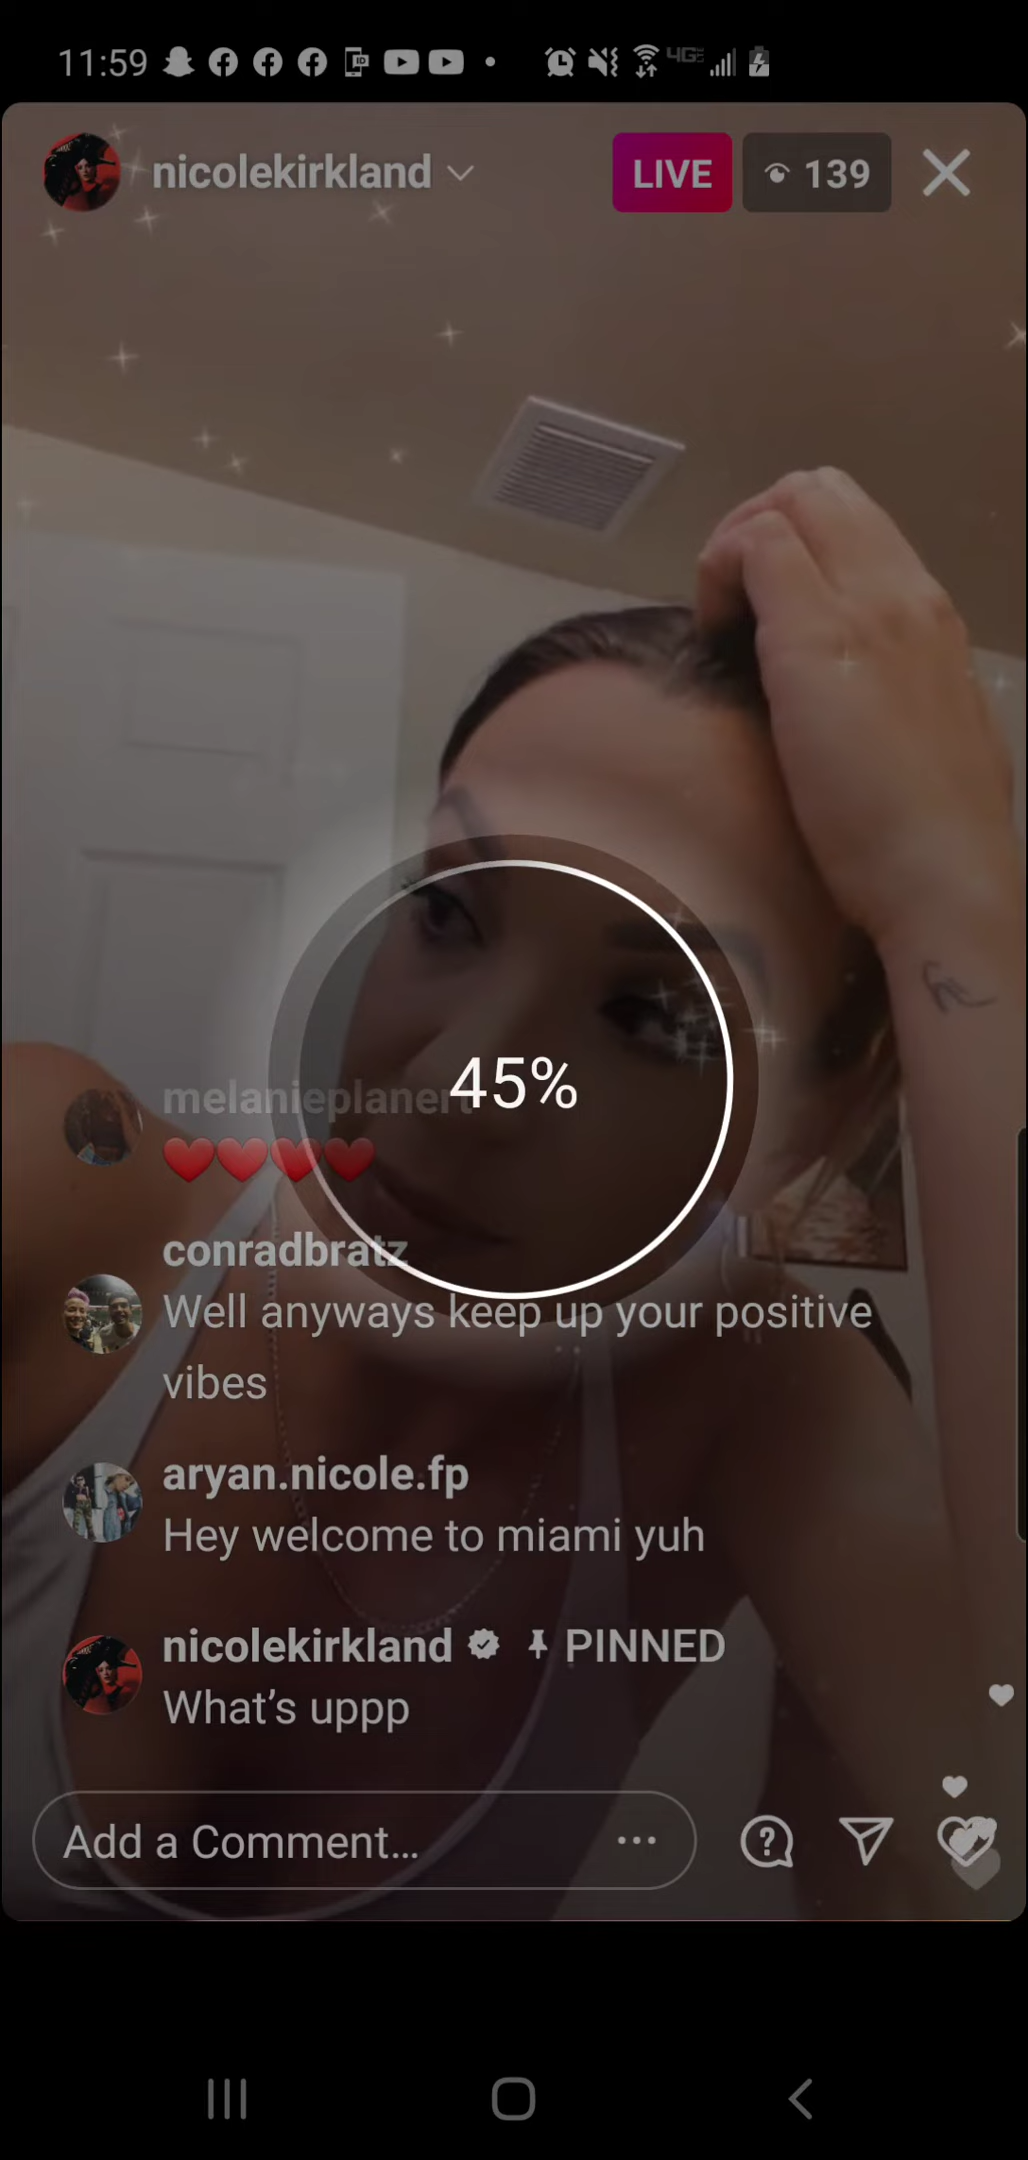 11:59
4GE
nicolekirkland
LIVE
139
45%
melanieplanert
❤️❤️❤️❤️
conradbratz
Well anyways keep up your positive
vibes
aryan.nicole.fp
Hey welcome to miami yuh
nicolekirkland PINNED
What's uppp
Add a Comment...